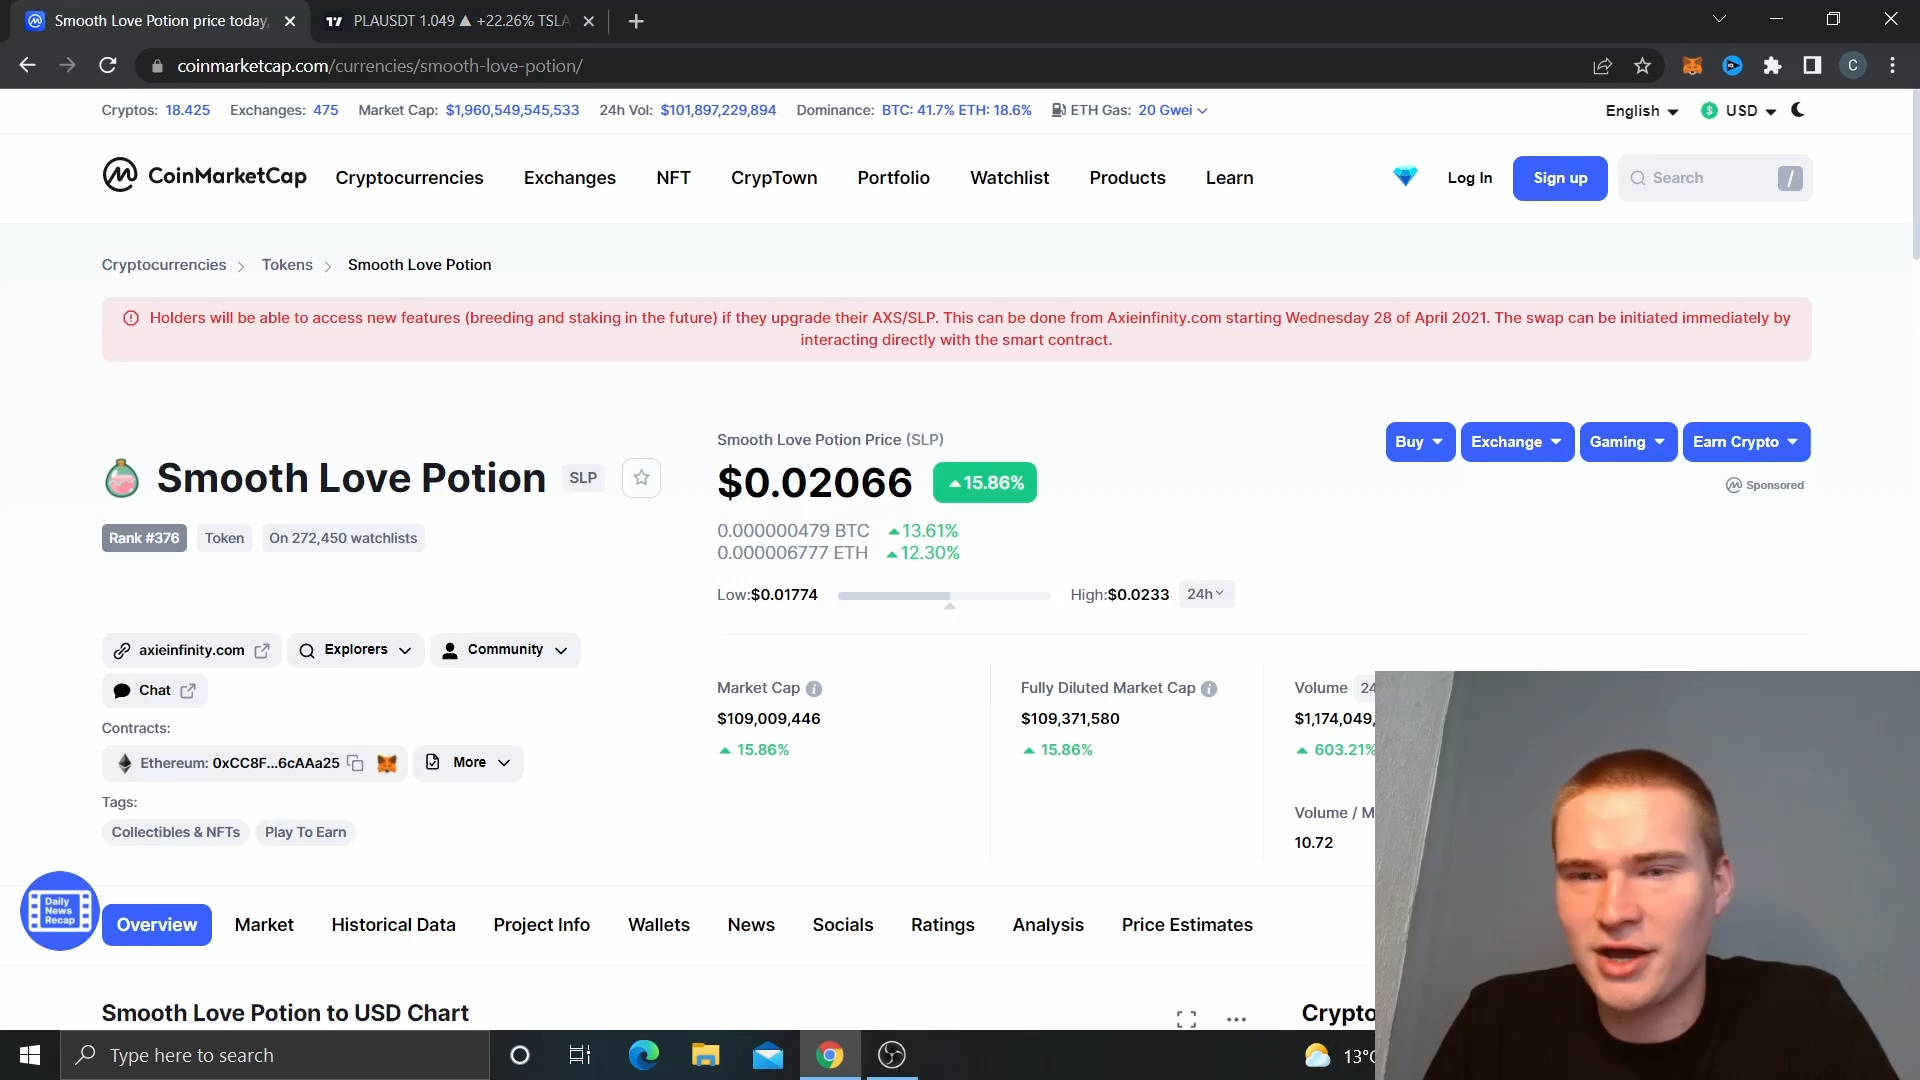 Smooth Love Potion price today,
PLAUSDT 1.049 ▲ +22.26% TSLA
coinmarketcap.com/currencies/smooth-love-potion/
C
Cryptos: 18.425 Exchanges: 475 Market Cap: $1,960,549,545,533 24h Vol: $101,897,229,894 Dominance: BTC: 41.7% ETH: 18.6% ETH Gas: 20 Gwei
English USD
CoinMarketCap Cryptocurrencies Exchanges NFT CrypTown Portfolio Watchlist Products Learn
Log In Sign up Search /
Cryptocurrencies > Tokens > Smooth Love Potion
Holders will be able to access new features (breeding and staking in the future) if they upgrade their AXS/SLP. This can be done from Axieinfinity.com starting Wednesday 28 of April 2021. The swap can be initiated immediately by
interacting directly with the smart contract.
Smooth Love Potion Price (SLP)
Buy Exchange Gaming Earn Crypto
Smooth Love Potion SLP
$0.02066 15.86%
Sponsored
Rank #376 Token On 272,450 watchlists
0.000000479 BTC 13.61%
0.000006777 ETH 12.30%
Low:$0.01774 High:$0.0233 24h
axieinfinity.com Explorers Community
Chat
Contracts:
Ethereum: 0xCC8F...6cAAa25 More
Tags:
Collectibles & NFTs Play To Earn
Market Cap
$109,009,446
15.86%
Fully Diluted Market Cap
$109,371,580
15.86%
Volume 24
$1,174,049,
603.21%
Volume / M
10.72
Daily
News
Recap
Overview Market Historical Data Project Info Wallets News Socials Ratings Analysis Price Estimates
Smooth Love Potion to USD Chart
Crypto
Type here to search
13°C